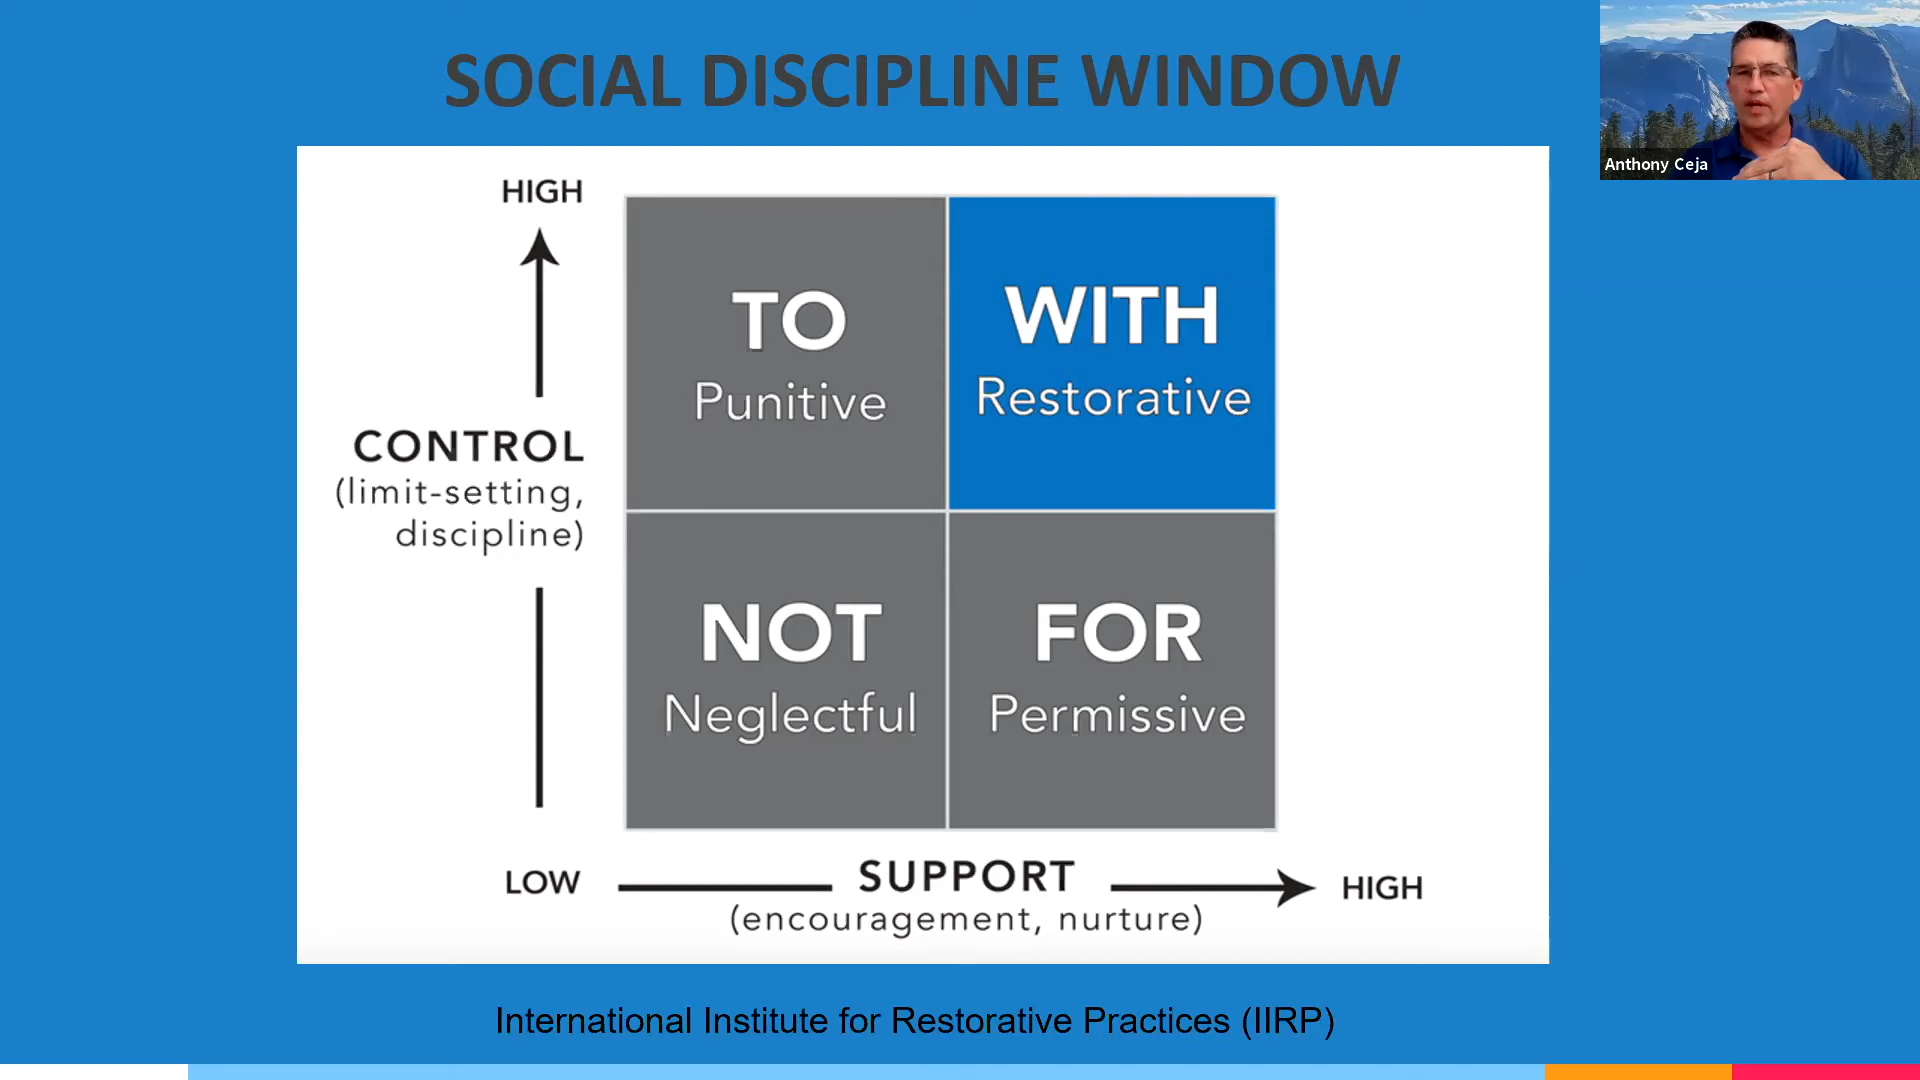 SOCIAL DISCIPLINE WINDOW
Anthony Ceja
HIGH
TO
Punitive
WITH
Restorative
CONTROL
(limit-setting,
discipline)
NOT
Neglectful
FOR
Permissive
LOW
SUPPORT
(encouragement, nurture)
HIGH
International Institute for Restorative Practices (IIRP)